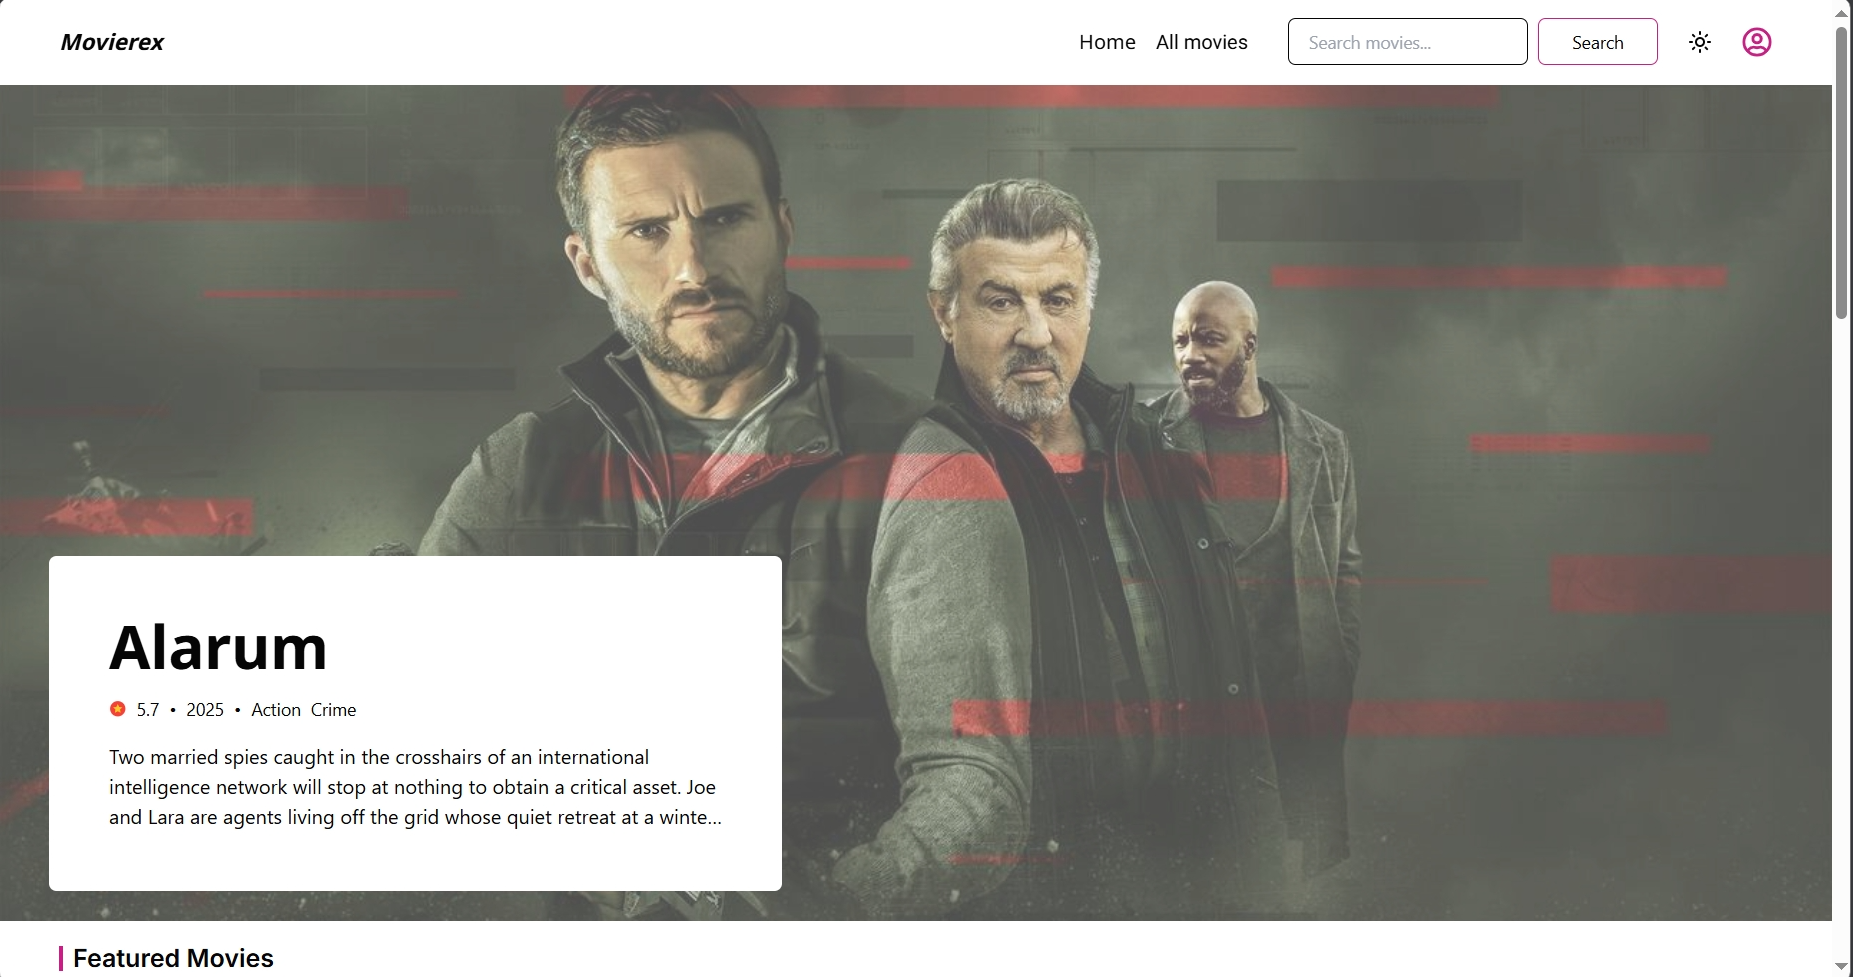 Movierex
Home All movies Search movies... Search
Alarum
5.7 • 2025 • Action Crime
Two married spies caught in the crosshairs of an international
intelligence network will stop at nothing to obtain a critical asset. Joe
and Lara are agents living off the grid whose quiet retreat at a winte...
Featured Movies